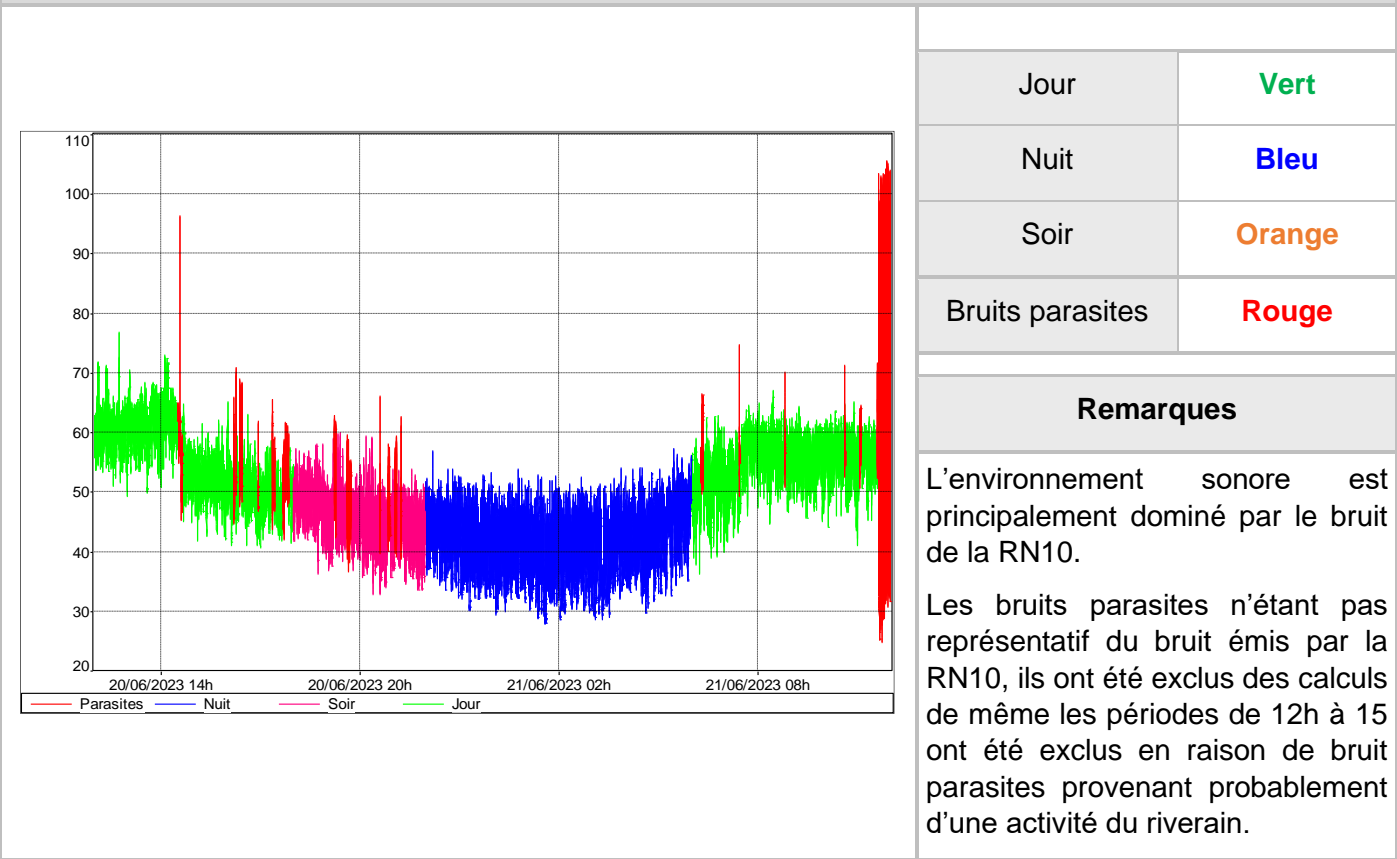 110
100
90
80
70
60
50
40
30
20
20/06/2023 14h
20/06/2023 20h
21/06/2023 02h
21/06/2023 08h
Parasites
Nuit
Soir
Jour
Jour Vert
Nuit Bleu
Soir Orange
Bruits parasites Rouge
Remarques
L’environnement sonore est
principalement dominé par le bruit
de la RN10.
Les bruits parasites n’étant pas
représentatif du bruit émis par la
RN10, ils ont été exclus des calculs
de même les périodes de 12h à 15
ont été exclus en raison de bruit
parasites provenant probablement
d’une activité du riverain.